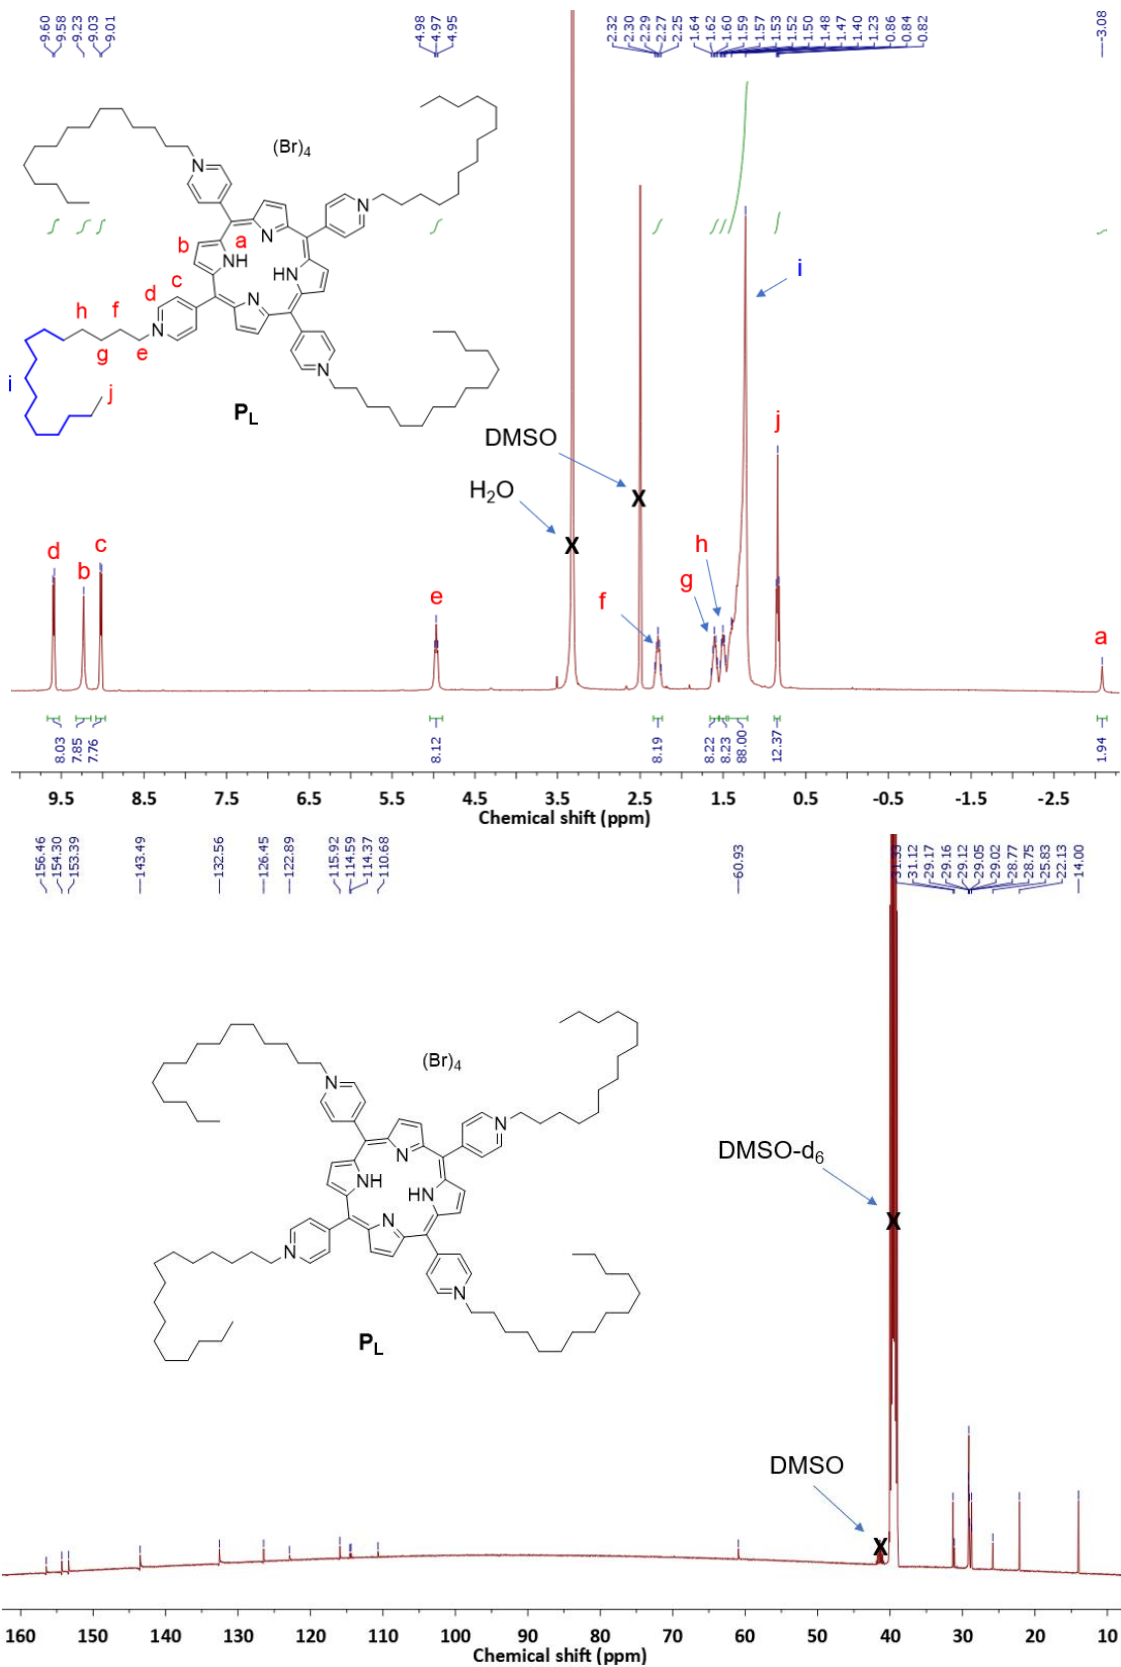 9.60 9.58 9.23 9.03 9.01 4.98 4.97 4.95 2.32 2.30 2.29 2.27 2.25 1.64 1.62 1.60 1.59 1.57 1.53 1.52 1.50 1.48 1.47 1.40 1.23 0.86 0.84 0.82 -3.08
(Br)4
N N
b a N
NH
c HN
d N
h f
N
g e
i
j N
PL
i
DMSO
H2O
j
d b c e f g h a
8.03 7.85 7.76 8.12 8.19 8.22 8.23 88.00 12.37 1.94
9.5 8.5 7.5 6.5 5.5 4.5 3.5 2.5 1.5 0.5 -0.5 -1.5 -2.5
Chemical shift (ppm)
156.46 154.30 153.39 143.49 132.56 126.45 122.89 115.92 114.59 114.37 110.68 60.93 31.33 31.12 29.17 29.16 29.12 29.05 29.02 28.77 28.75 25.83 22.13 14.00
(Br)4
N N
N
NH
HN
N
N N
PL
DMSO-d6
DMSO
160 150 140 130 120 110 100 90 80 70 60 50 40 30 20 10
Chemical shift (ppm)